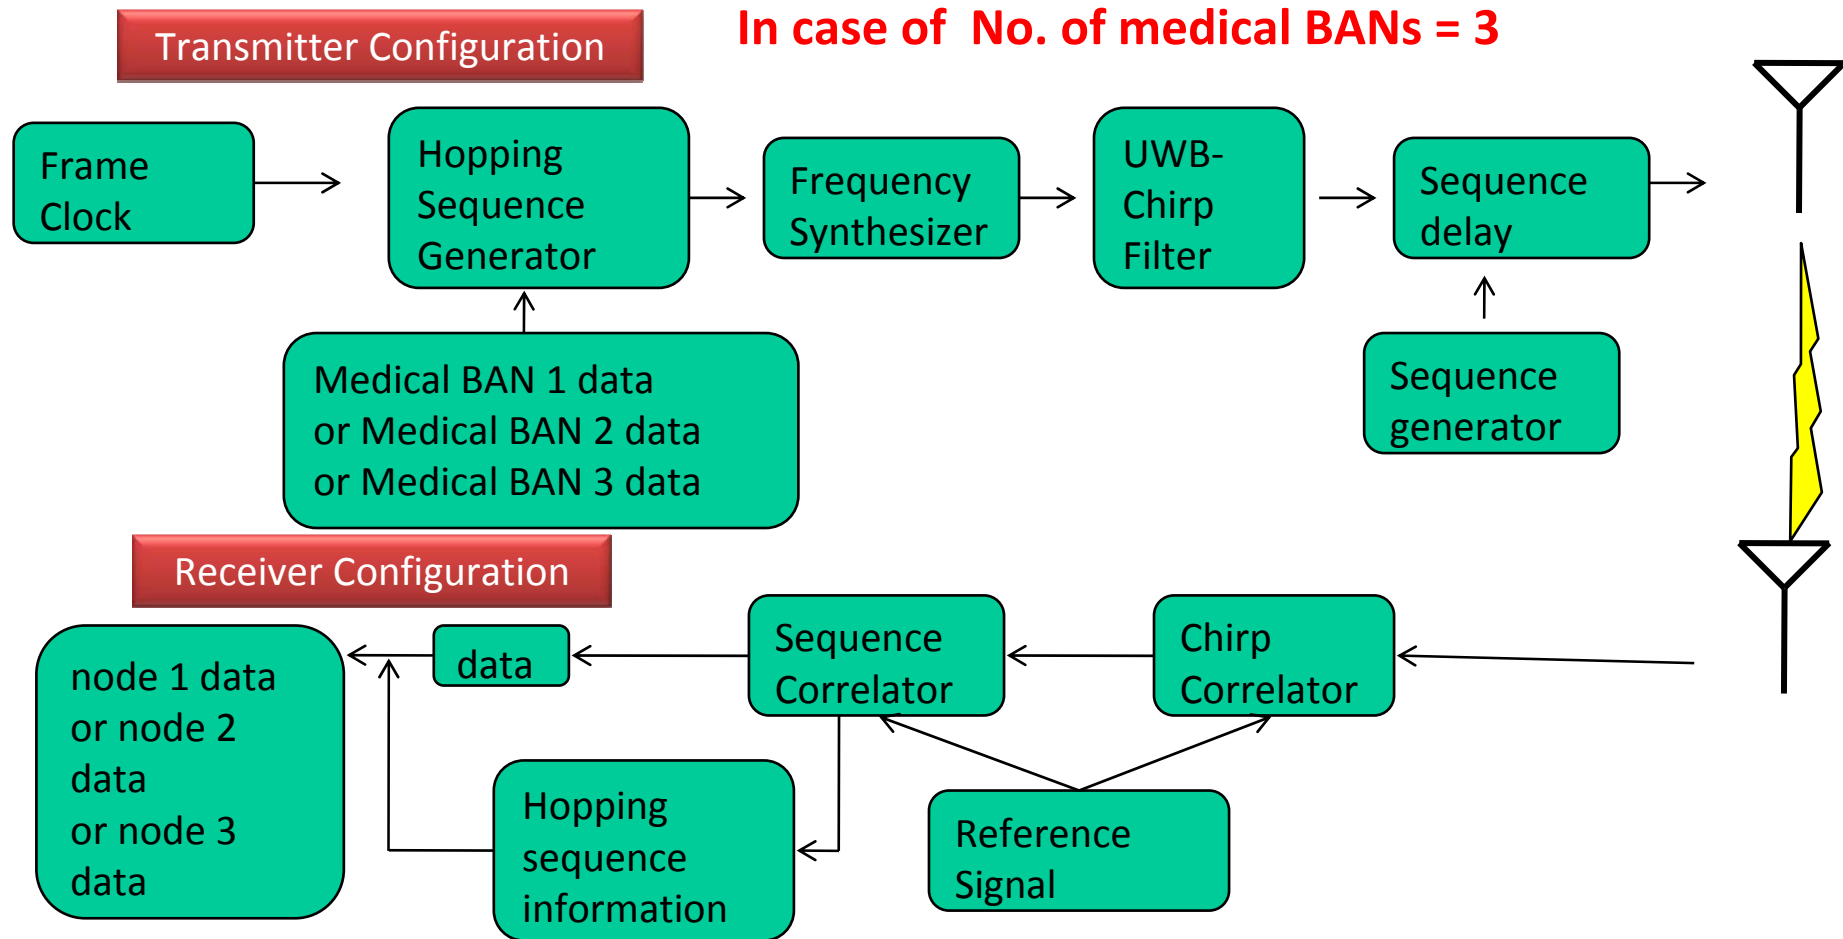 In case of  No. of medical BANs = 3
Transmitter Configuration
Frame
Clock
Hopping
Sequence
Generator
Frequency
Synthesizer
UWB-
Chirp
Filter
Sequence
delay
Medical BAN 1 data
or Medical BAN 2 data
or Medical BAN 3 data
Sequence
generator
Receiver Configuration
node 1 data
or node 2
data
or node 3
data
data
Sequence
Correlator
Chirp
Correlator
Hopping
sequence
information
Reference
Signal